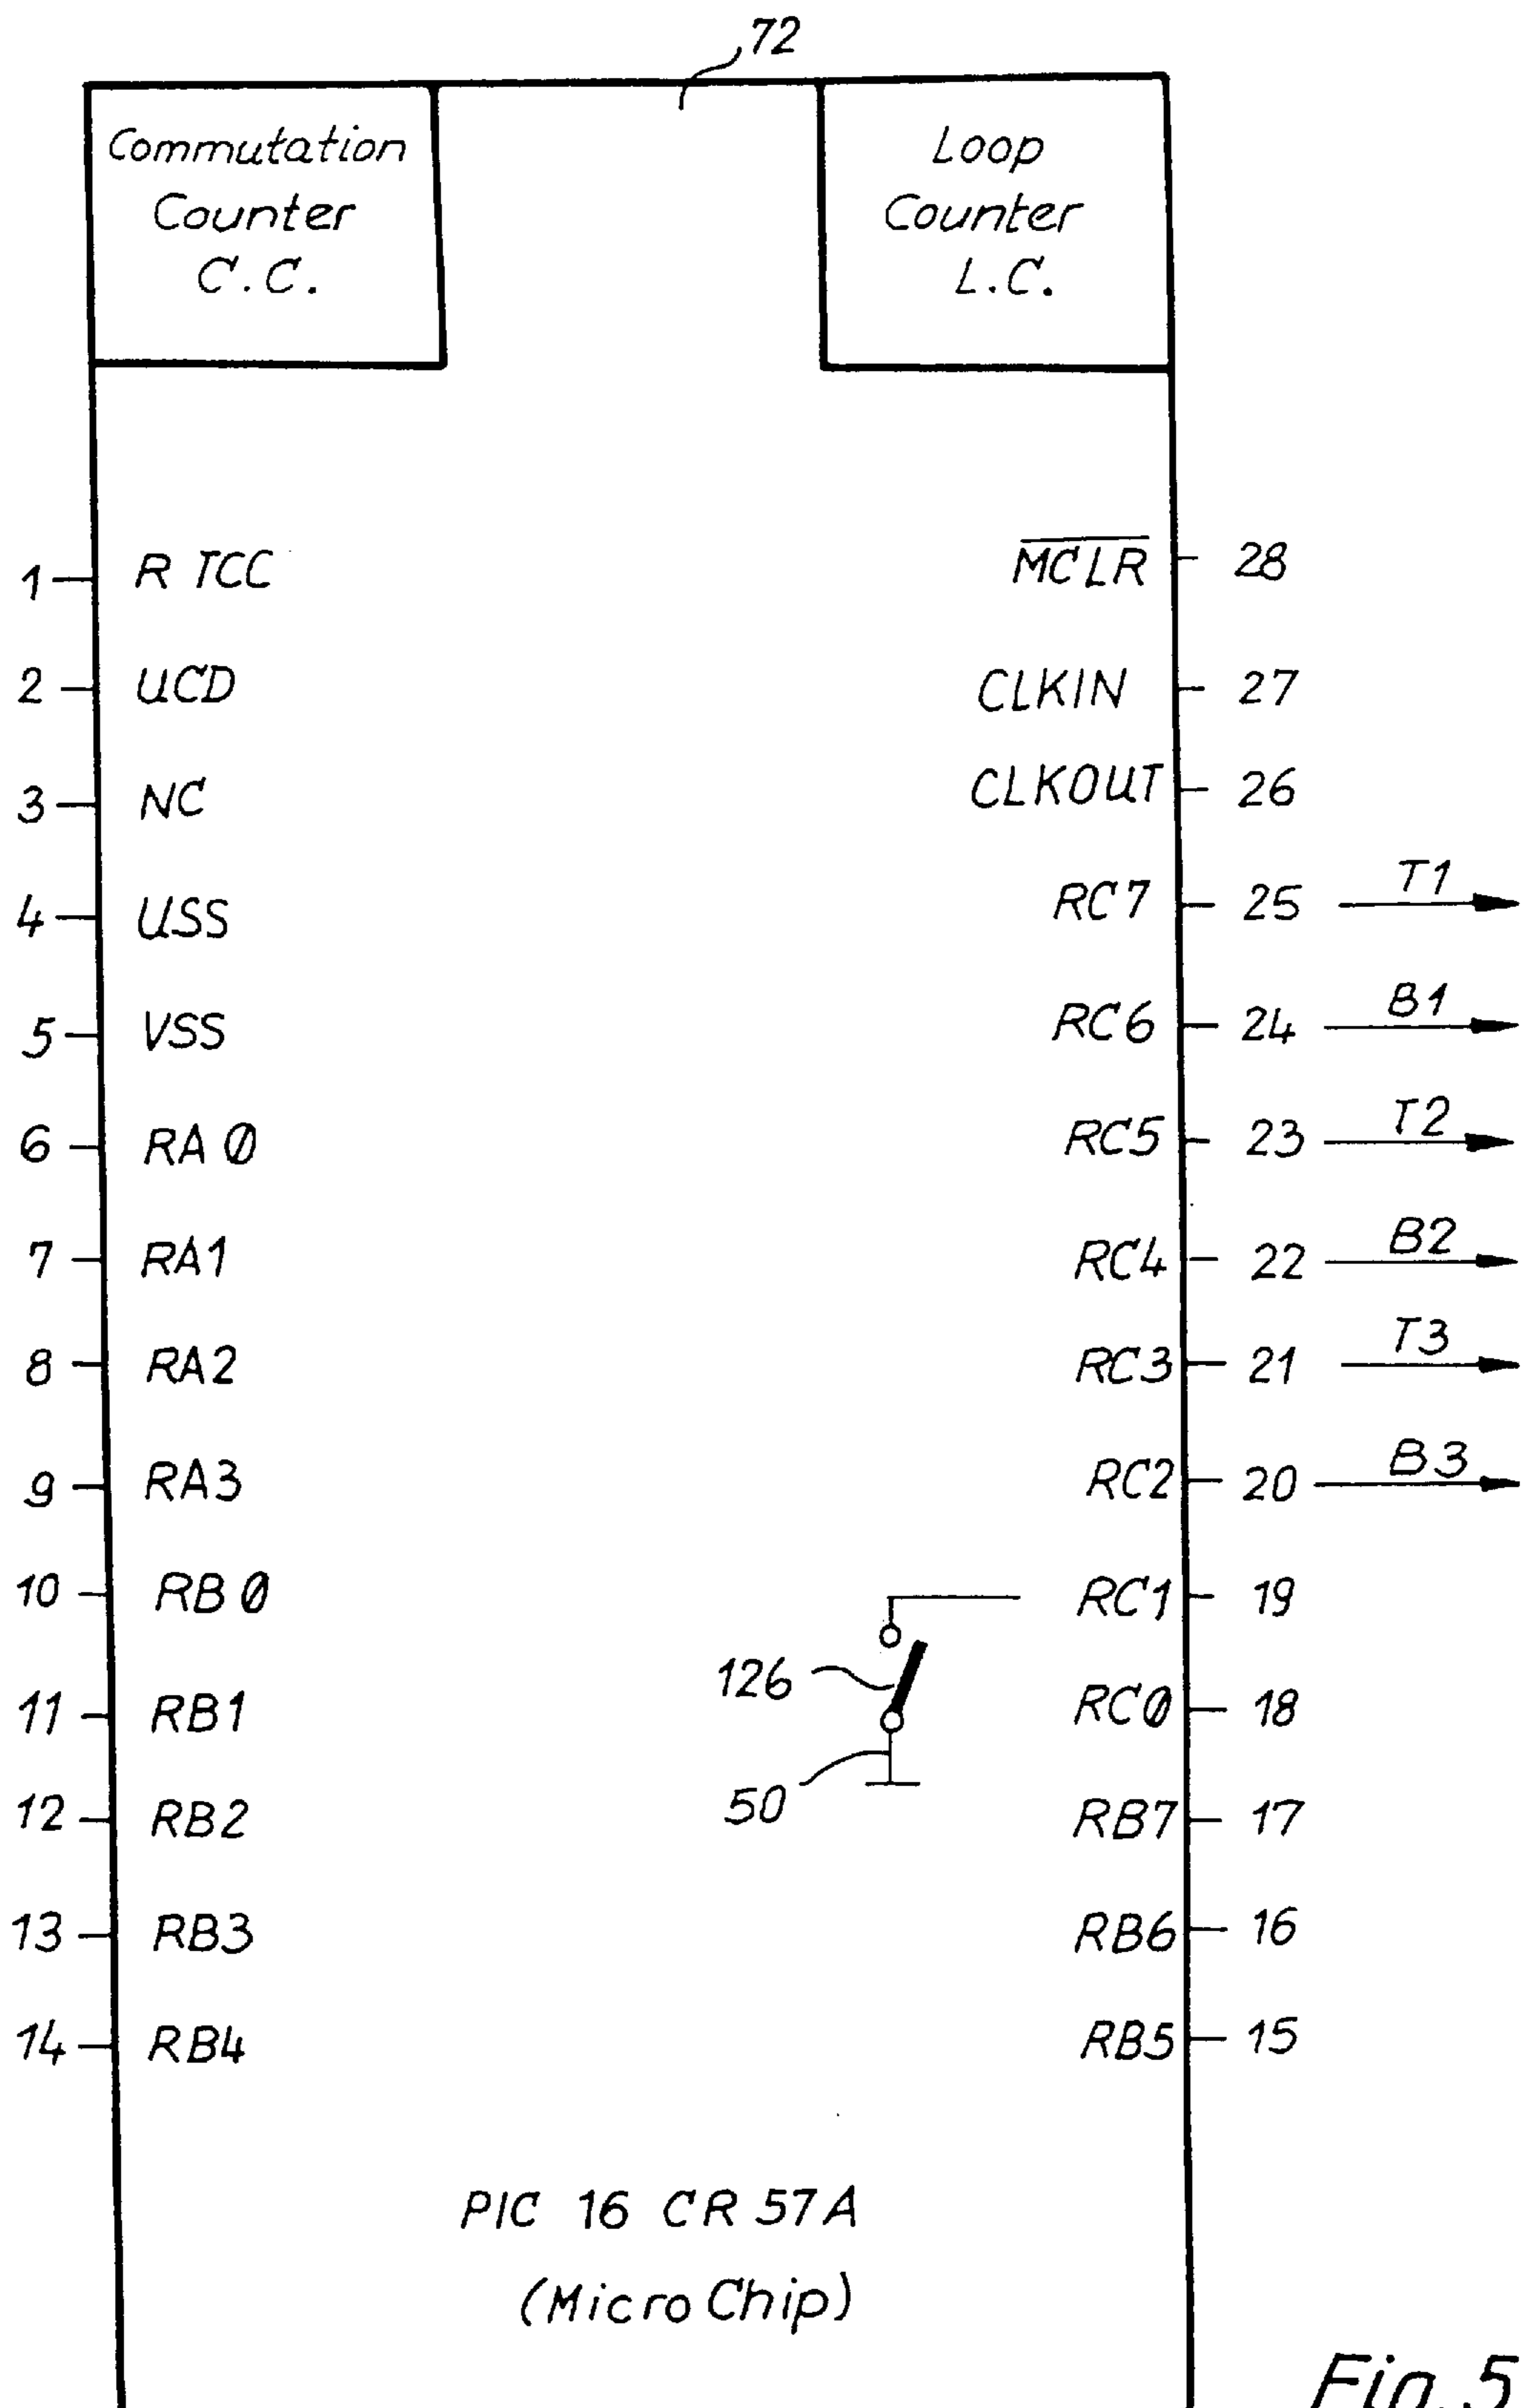 72
Commutation
Counter
C.C.
Loop
Counter
L.C.
1 R TCC
2 UCD
3 NC
4 USS
5 VSS
6 RA 0
7 RA1
8 RA2
9 RA3
10 RB 0
11 RB1
12 RB2
13 RB3
14 RB4
MCLR 28
CLKIN 27
CLKOUT 26
RC7 25 T1
RC6 24 B1
RC5 23 T2
RC4 22 B2
RC3 21 T3
RC2 20 B3
RC1 19
126
RC0 18
50
RB7 17
RB6 16
RB5 15
PIC 16 CR 57A
(Micro Chip)
Fig. 5